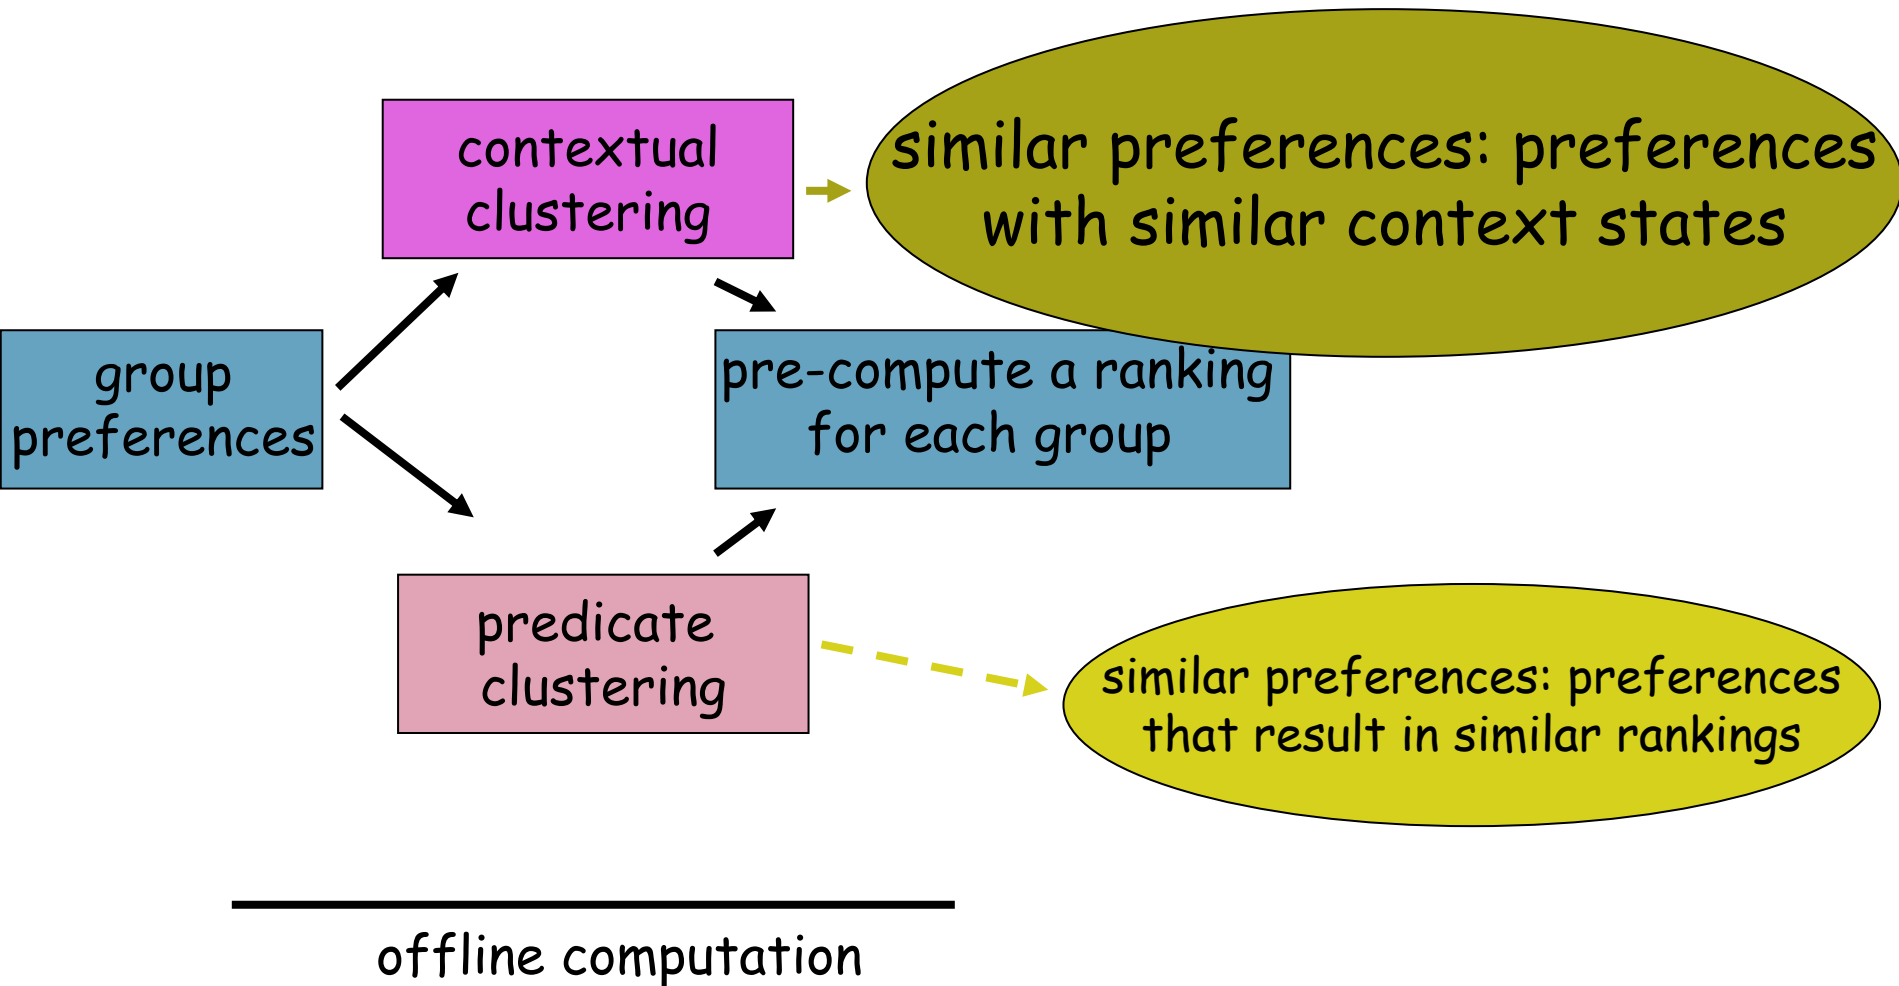 contextual
clustering
similar preferences: preferences
with similar context states
group
preferences
pre-compute a ranking
for each group
predicate
clustering
similar preferences: preferences
that result in similar rankings
offline computation